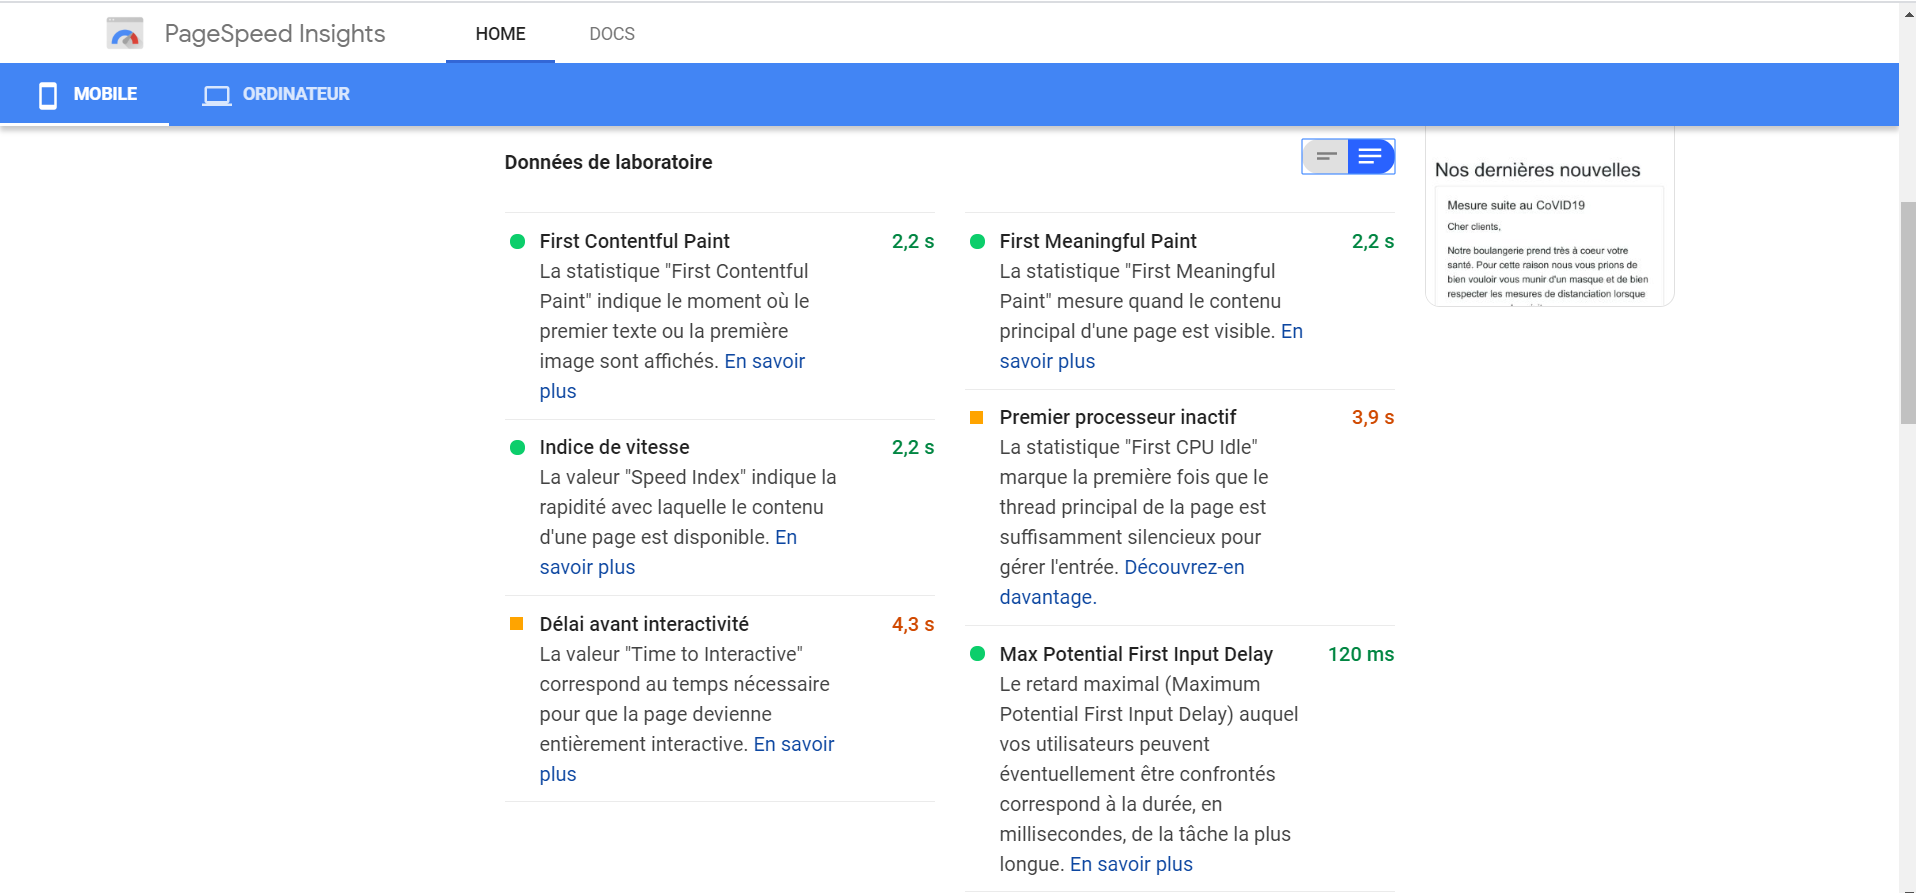 PageSpeed Insights
HOME
DOCS
MOBILE
ORDINATEUR
Données de laboratoire
First Contentful Paint 2,2 s
La statistique "First Contentful
Paint" indique le moment où le
premier texte ou la première
image sont affichés. En savoir
plus
Indice de vitesse 2,2 s
La valeur "Speed Index" indique la
rapidité avec laquelle le contenu
d'une page est disponible. En
savoir plus
Délai avant interactivité 4,3 s
La valeur "Time to Interactive"
correspond au temps nécessaire
pour que la page devienne
entièrement interactive. En savoir
plus
First Meaningful Paint 2,2 s
La statistique "First Meaningful
Paint" mesure quand le contenu
principal d'une page est visible. En
savoir plus
Premier processeur inactif 3,9 s
La statistique "First CPU Idle"
marque la première fois que le
thread principal de la page est
suffisamment silencieux pour
gérer l'entrée. Découvrez-en
davantage.
Max Potential First Input Delay 120 ms
Le retard maximal (Maximum
Potential First Input Delay) auquel
vos utilisateurs peuvent
éventuellement être confrontés
correspond à la durée, en
millisecondes, de la tâche la plus
longue. En savoir plus
Nos dernières nouvelles
Mesure suite au CoVID19
Cher clients,
Notre boulangerie prend très à coeur votre
santé. Pour cette raison nous vous prions de
bien vouloir vous munir d'un masque et de bien
respecter les mesures de distanciation lorsque